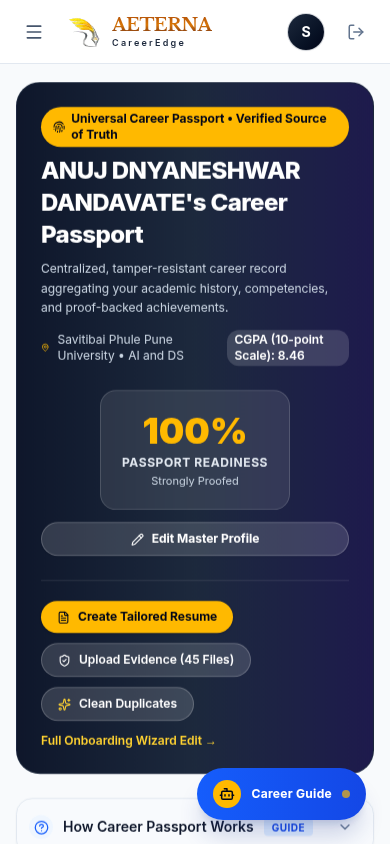 AETERNA
CareerEdge
S
Universal Career Passport • Verified Source
of Truth
ANUJ DNYANESHWAR
DANDAVATE's Career
Passport
Centralized, tamper-resistant career record
aggregating your academic history, competencies,
and proof-backed achievements.
Savitibai Phule Pune
University • AI and DS
CGPA (10-point
Scale): 8.46
100%
PASSPORT READINESS
Strongly Proofed
Edit Master Profile
Create Tailored Resume
Upload Evidence (45 Files)
Clean Duplicates
Full Onboarding Wizard Edit →
Career Guide
How Career Passport Works
GUIDE